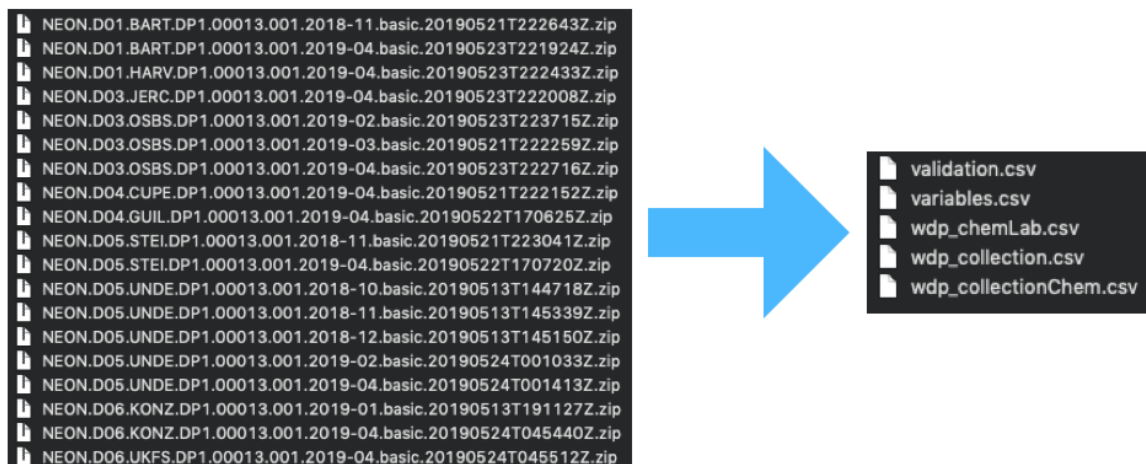 NEON.D01.BART.DP1.00013.001.2018-11.basic.20190521T222643Z.zip
NEON.D01.BART.DP1.00013.001.2019-04.basic.20190523T221924Z.zip
NEON.D01.HARV.DP1.00013.001.2019-04.basic.20190523T222433Z.zip
NEON.D03.JERC.DP1.00013.001.2019-04.basic.20190523T222008Z.zip
NEON.D03.OSBS.DP1.00013.001.2019-02.basic.20190523T223715Z.zip
NEON.D03.OSBS.DP1.00013.001.2019-03.basic.20190521T222259Z.zip
NEON.D03.OSBS.DP1.00013.001.2019-04.basic.20190523T222716Z.zip
NEON.D04.CUPE.DP1.00013.001.2019-04.basic.20190521T222152Z.zip
NEON.D04.GUIL.DP1.00013.001.2019-04.basic.20190522T170625Z.zip
NEON.D05.STEI.DP1.00013.001.2018-11.basic.20190521T223041Z.zip
NEON.D05.STEI.DP1.00013.001.2019-04.basic.20190522T170720Z.zip
NEON.D05.UNDE.DP1.00013.001.2018-10.basic.20190513T144718Z.zip
NEON.D05.UNDE.DP1.00013.001.2018-11.basic.20190513T145339Z.zip
NEON.D05.UNDE.DP1.00013.001.2018-12.basic.20190513T145150Z.zip
NEON.D05.UNDE.DP1.00013.001.2019-02.basic.20190524T001033Z.zip
NEON.D05.UNDE.DP1.00013.001.2019-04.basic.20190524T001413Z.zip
NEON.D06.KONZ.DP1.00013.001.2019-01.basic.20190513T191127Z.zip
NEON.D06.KONZ.DP1.00013.001.2019-04.basic.20190524T045440Z.zip
NEON.D06.UKFS.DP1.00013.001.2019-04.basic.20190524T045512Z.zip
validation.csv
variables.csv
wdp_chemLab.csv
wdp_collection.csv
wdp_collectionChem.csv